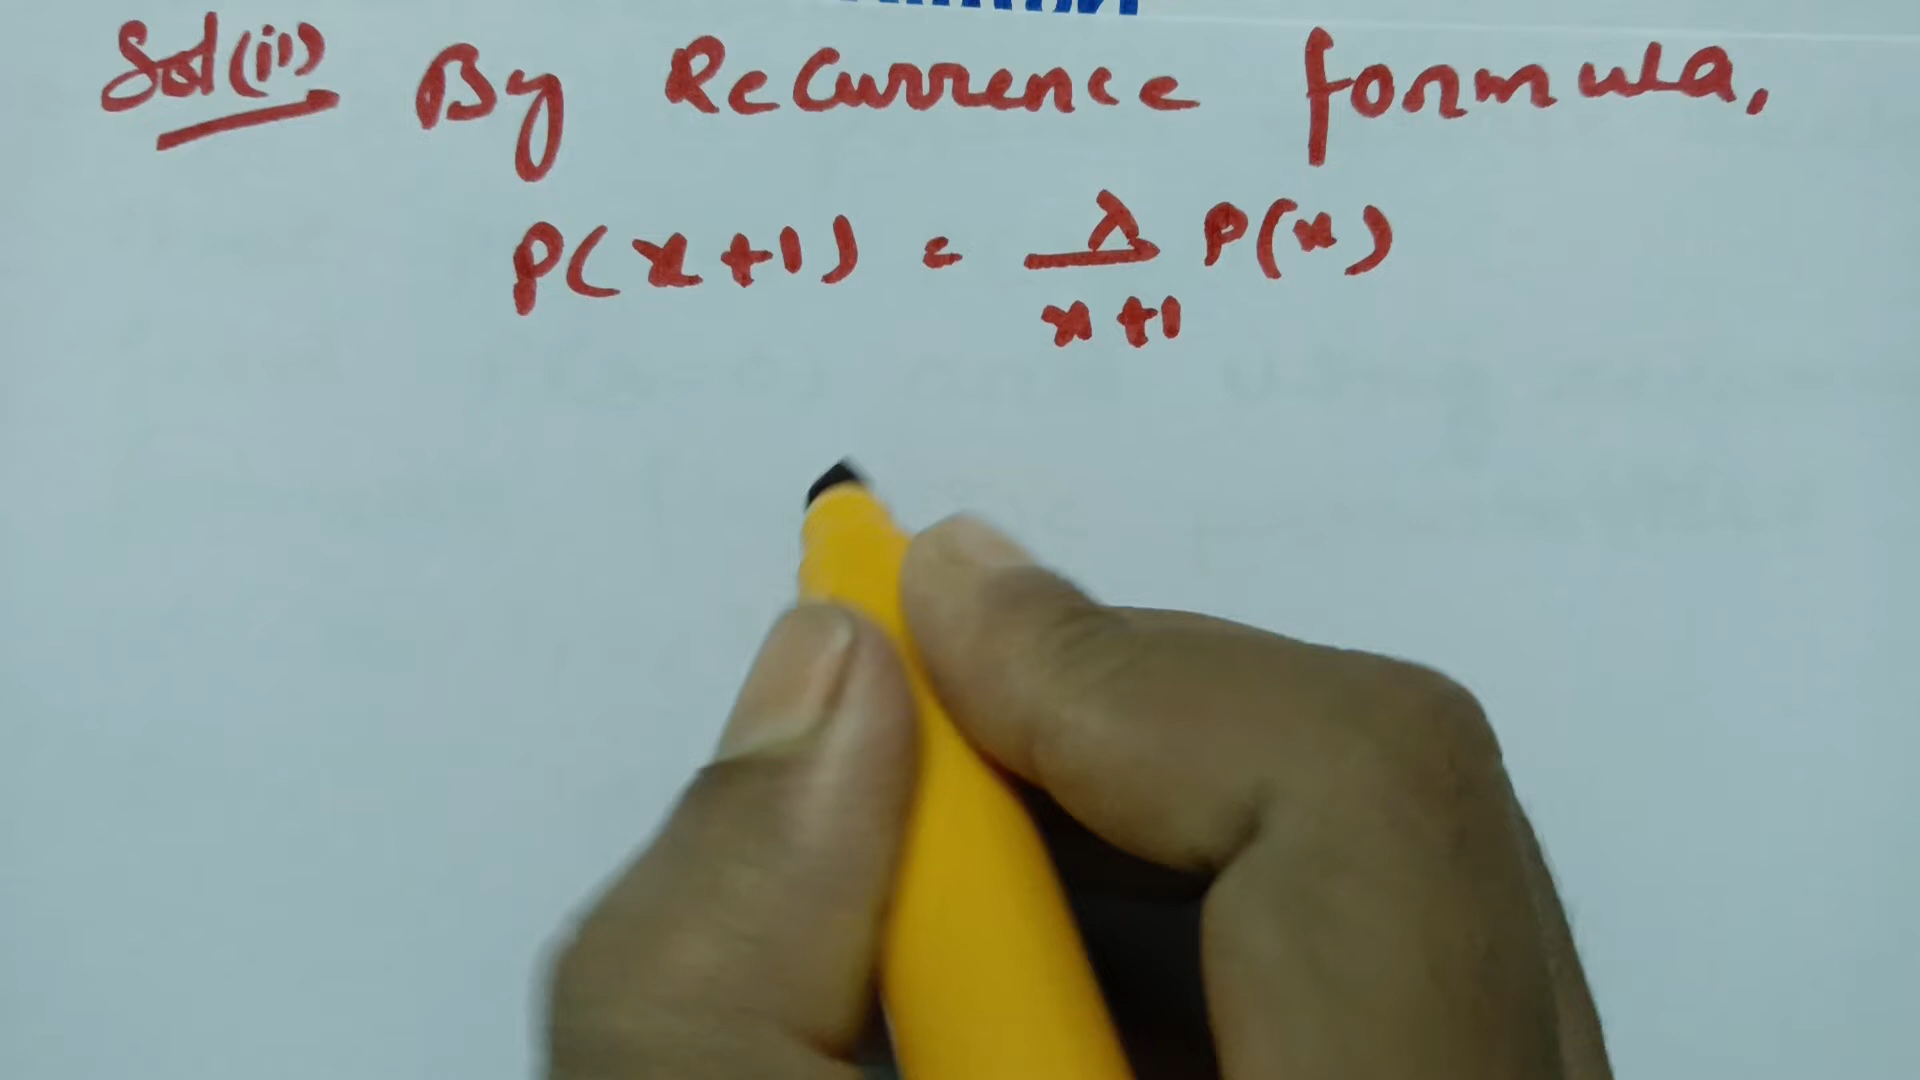 Sol(ii) By Recurrence formula,
P(x+1) = λ/x+1 P(x)